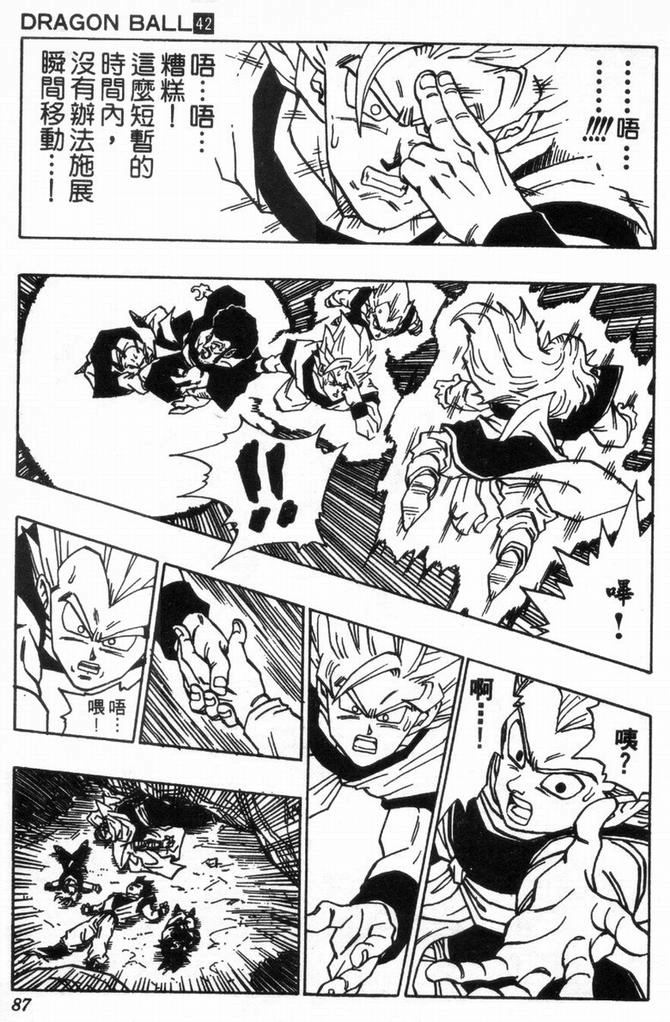 DRAGON BALL 42
………唔…
………!!!!
唔…唔…
糟糕！
這麼短暫的
時間內，
沒有辦法施展
瞬間移動…！
!!
嗶！
咦？
啊……！
唔…
喂！
87